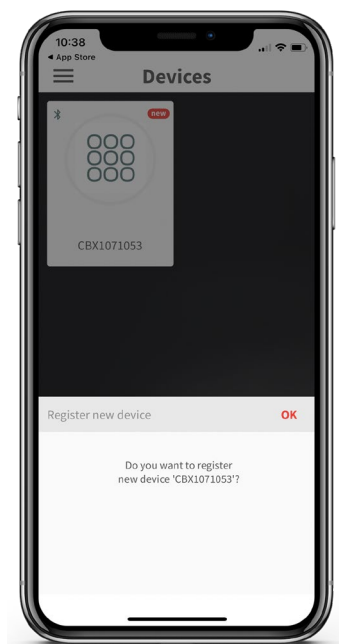 10:38
◀ App Store
Devices
new
CBX1071053
Register new device OK
Do you want to register
new device 'CBX1071053'?